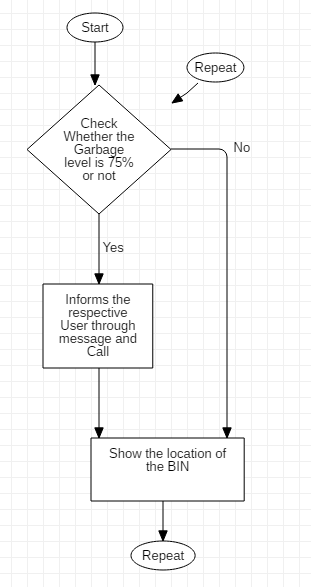 Start
Repeat
Check
Whether the
Garbage
level is 75%
or not
No
Yes
Informs the
respective
User through
message and
Call
Show the location of
the BIN
Repeat